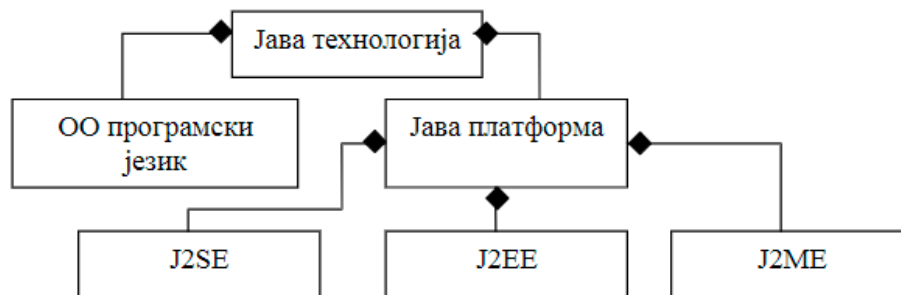 Јава технологија
ОО програмски
језик
Јава платформа
J2SE
J2EE
J2ME